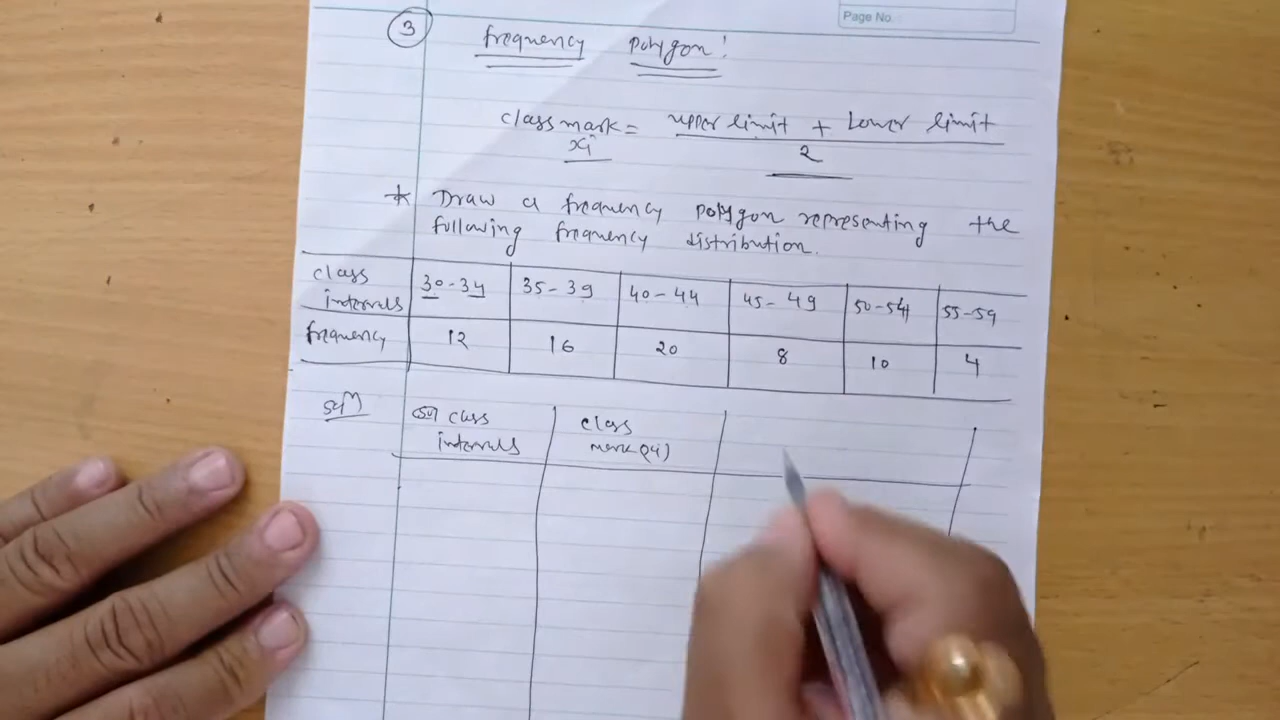 Page No.
3 frequency polygon:
class mark = upper limit + Lower limit
xi 2
* Draw a frequency polygon representing the
following frequency distribution.
class intervals 30-34 35-39 40-44 45-49 50-54 55-59
frequency 12 16 20 8 10 4
class class
intervals mark (xi)